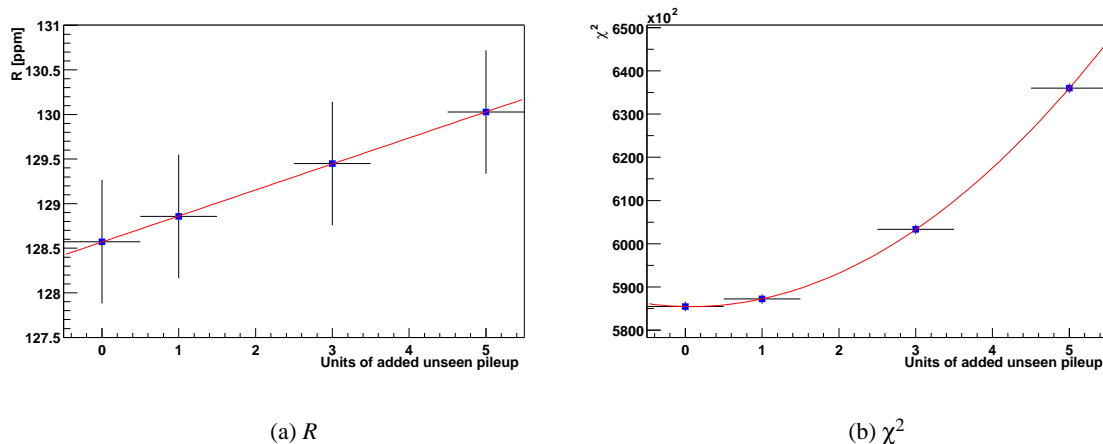 R [ppm]
131
130.5
130
129.5
129
128.5
128
127.5
0 1 2 3 4 5
Units of added unseen pileup
(a) R
χ²
×10²
6500
6400
6300
6200
6100
6000
5900
5800
0 1 2 3 4 5
Units of added unseen pileup
(b) χ²